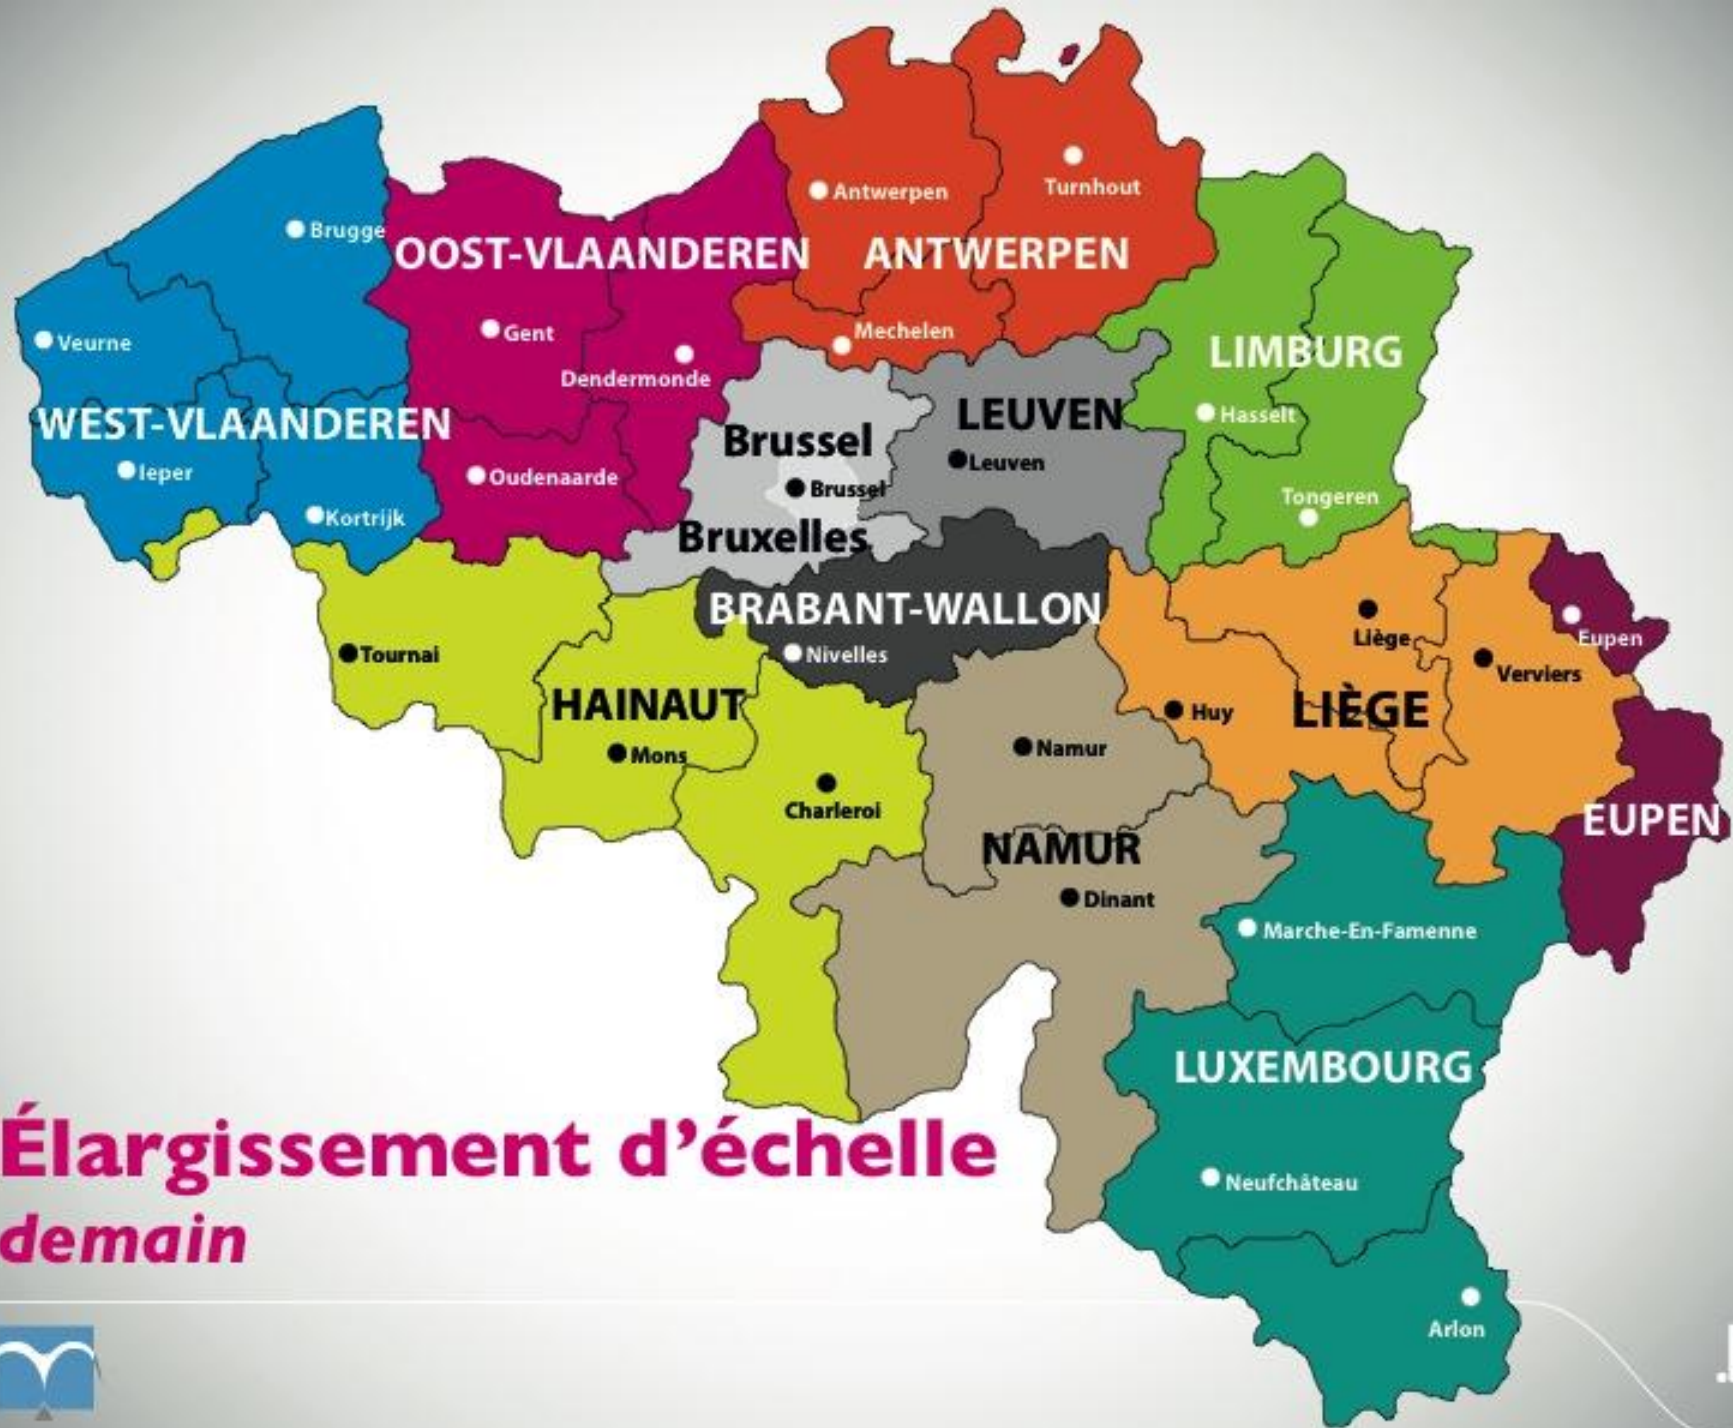 Antwerpen
Turnhout
Brugge
OOST-VLAANDEREN
ANTWERPEN
Veurne
Gent
Mechelen
LIMBURG
Dendermonde
WEST-VLAANDEREN
LEUVEN
Hasselt
Brussel
Ieper
Oudenaarde
Leuven
Brussel
Tongeren
Kortrijk
Bruxelles
BRABANT-WALLON
Liège
Eupen
Tournai
Nivelles
Verviers
HAINAUT
Huy
LIÈGE
Mons
Namur
Charleroi
EUPEN
NAMUR
Dinant
Marche-En-Famenne
LUXEMBOURG
Élargissement d'échelle
Neufchâteau
demain
Arlon